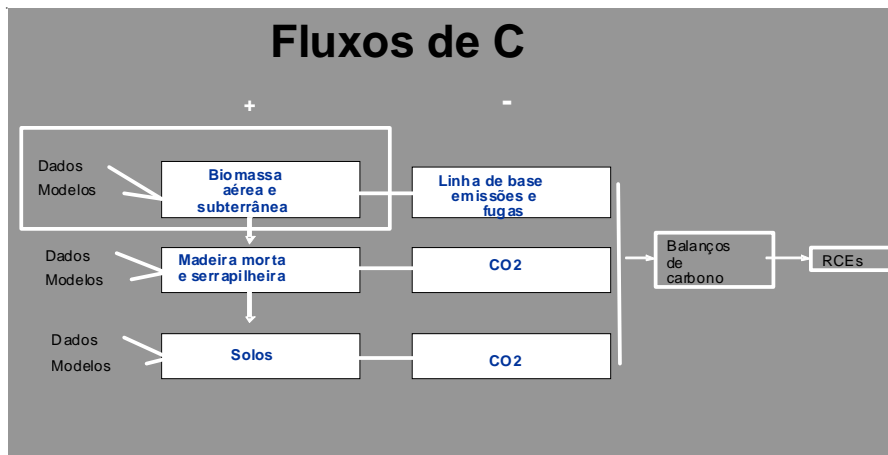 Fluxos de C
+
-
Dados
Modelos
Biomassa
aérea e
subterrânea
Linha de base
emissões e
fugas
Dados
Modelos
Madeira morta
e serrapilheira
CO2
Balanços
de
carbono
RCEs
Dados
Modelos
Solos
CO2